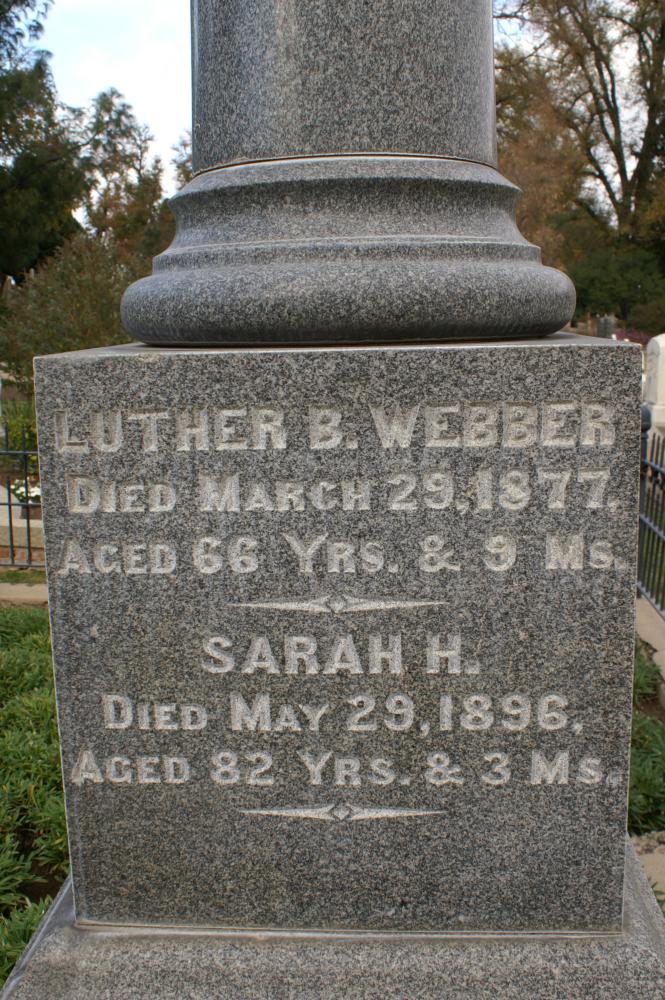 LUTHER B. WEBBER
DIED MARCH 29, 1877,
AGED 66 YRS. & 9 MS.
SARAH H.
DIED MAY 29, 1896,
AGED 82 YRS. & 3 MS.